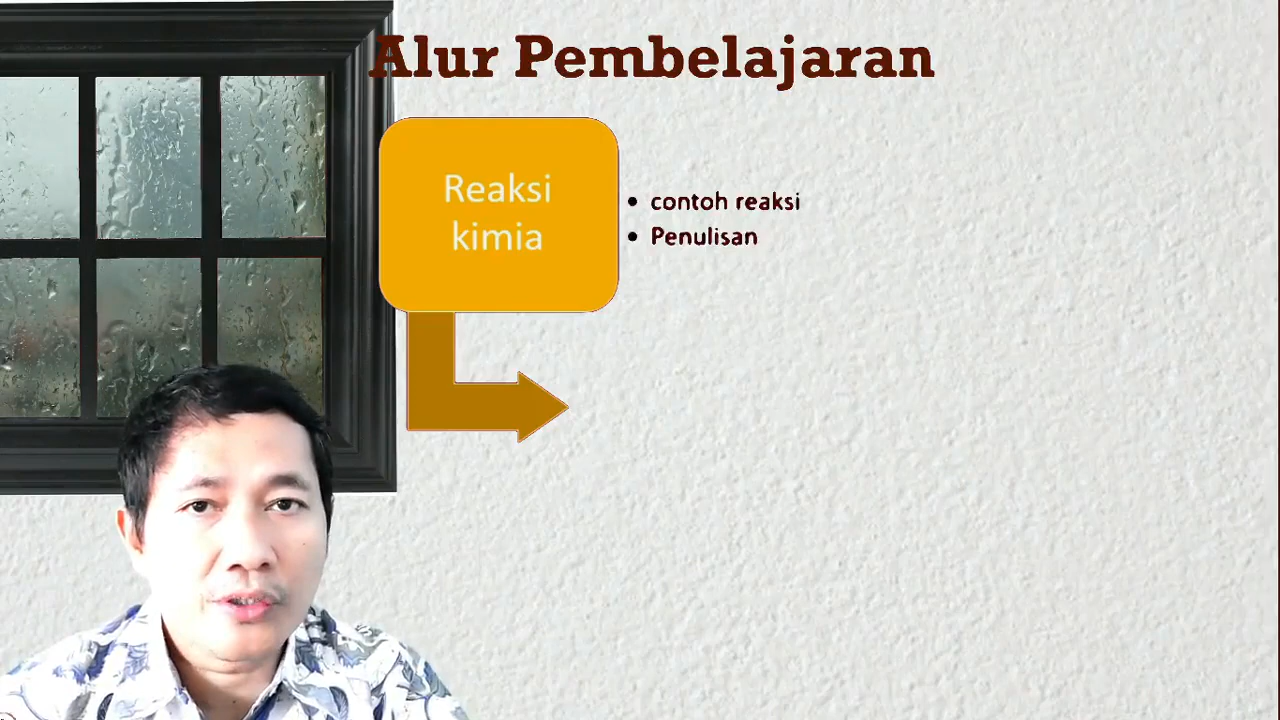 Alur Pembelajaran
Reaksi
kimia
• contoh reaksi
• Penulisan